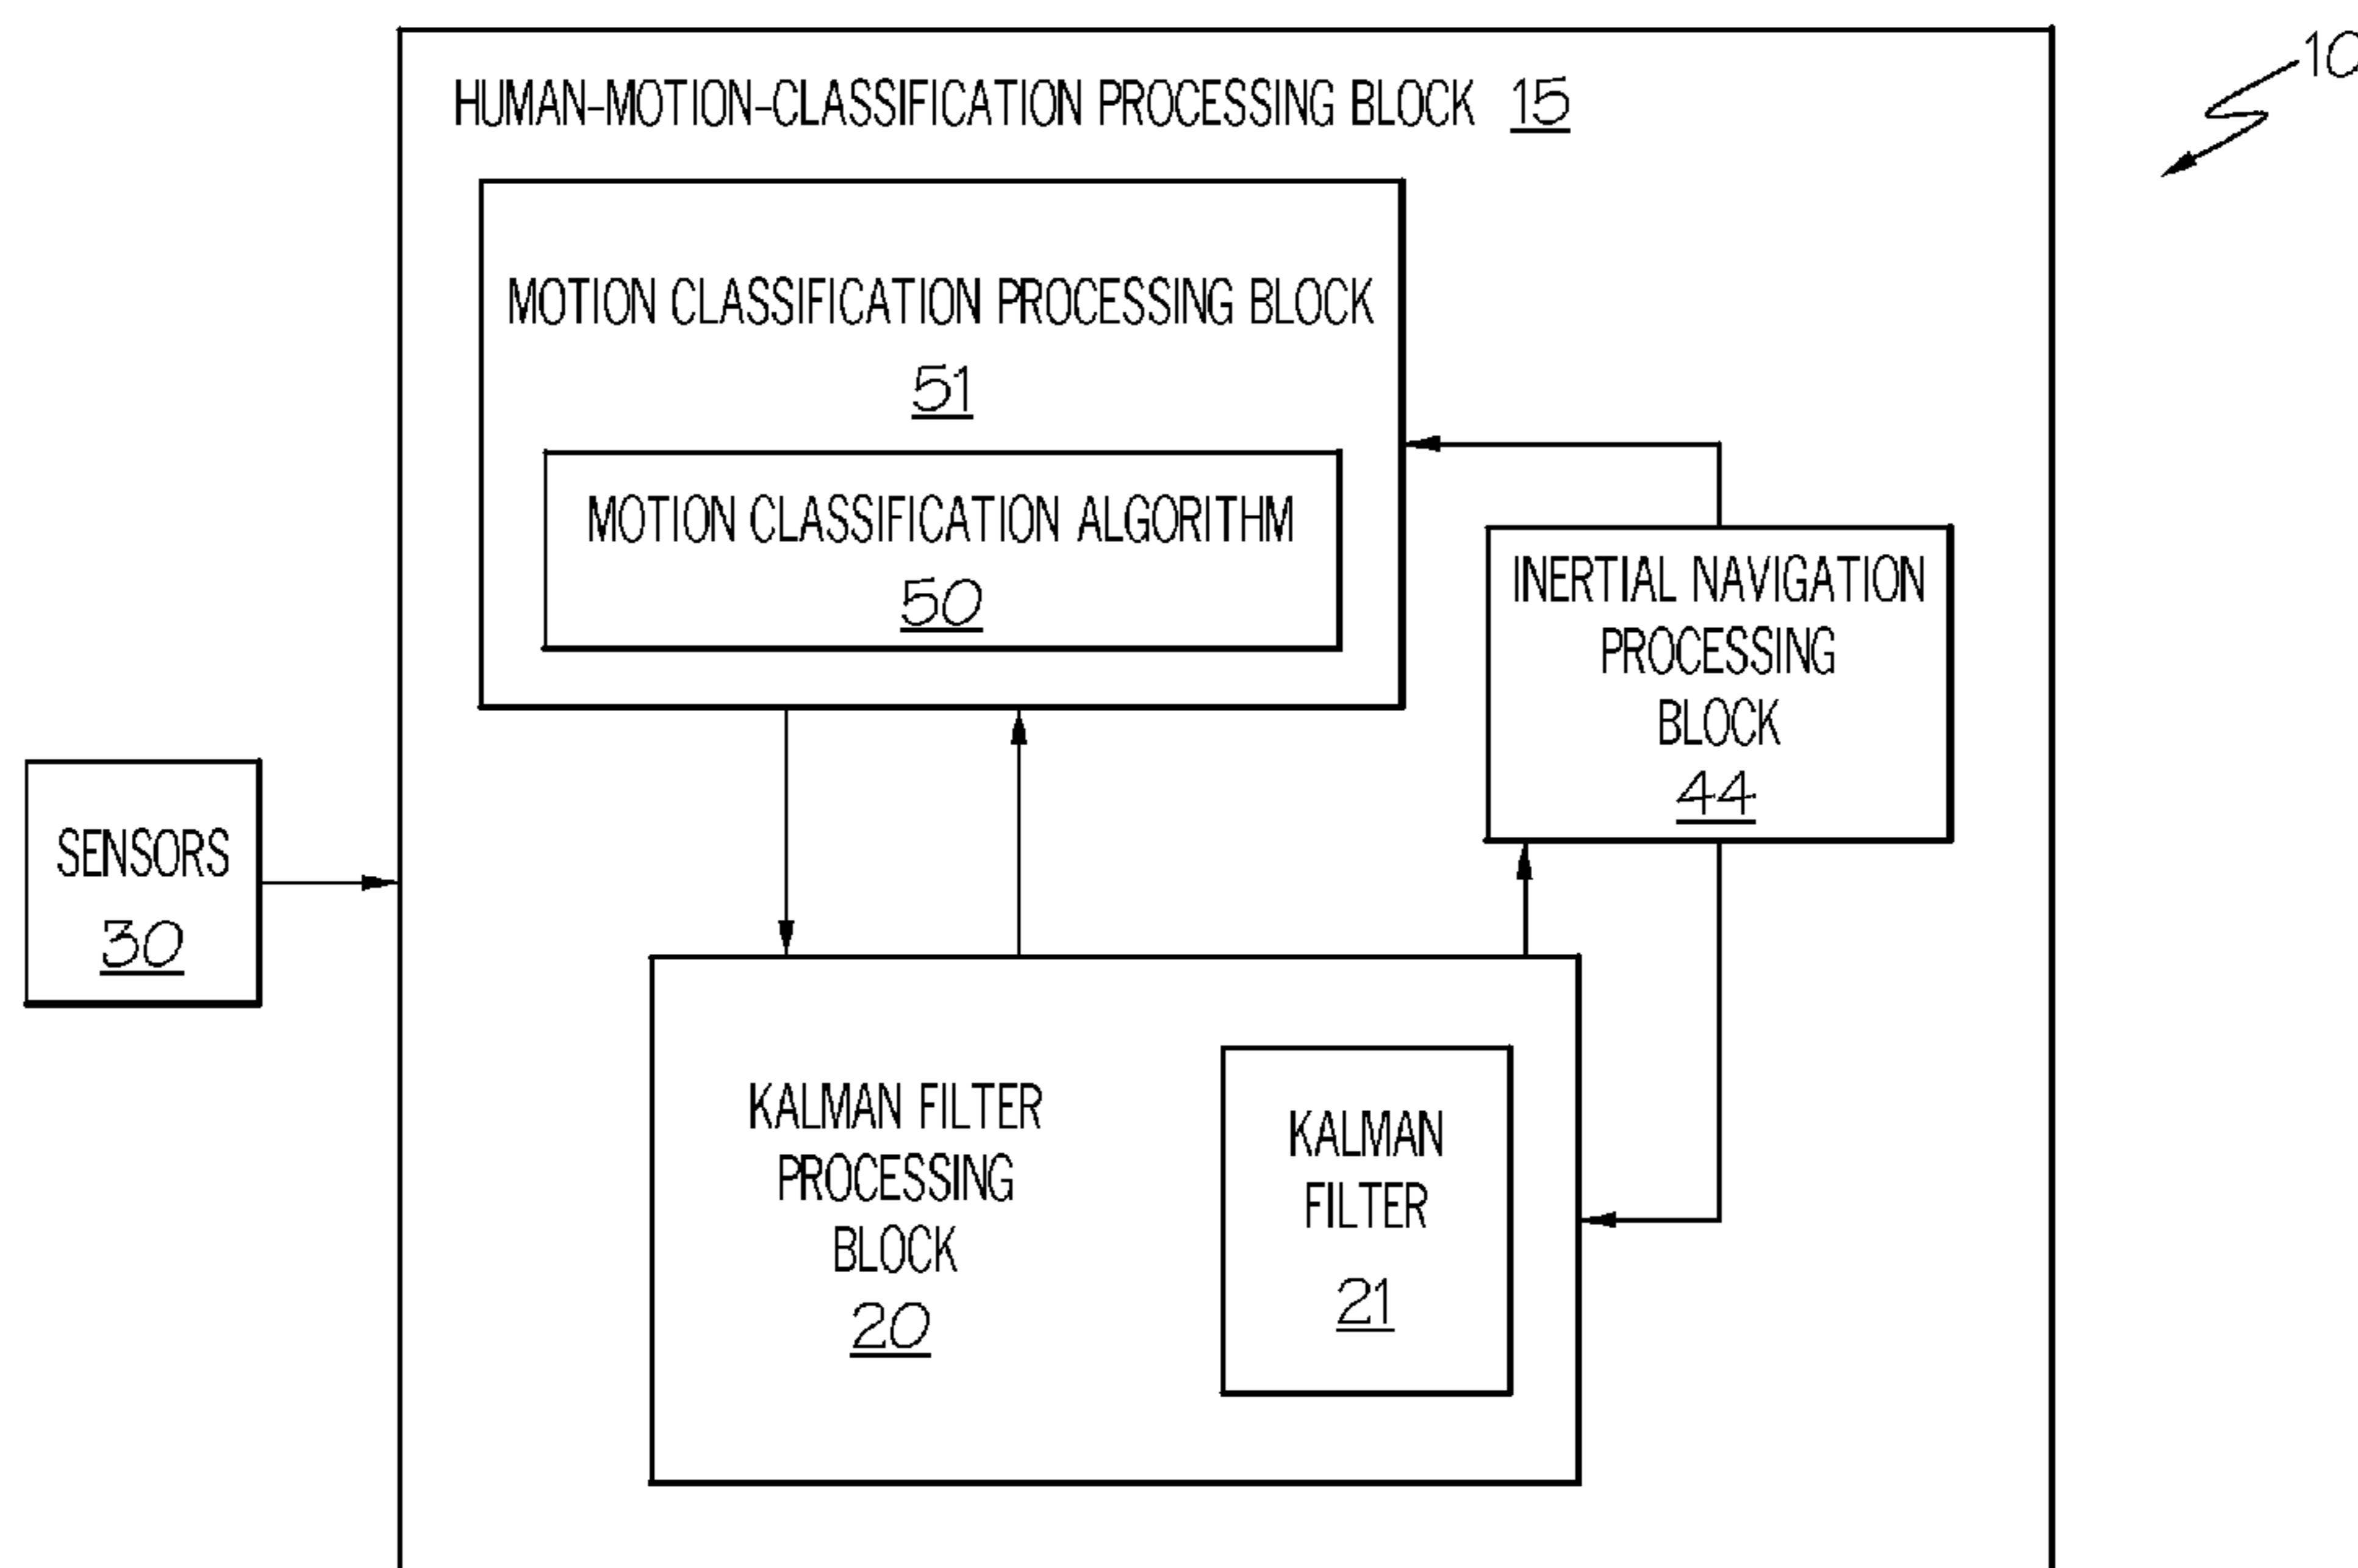 10
HUMAN-MOTION-CLASSIFICATION PROCESSING BLOCK 15
MOTION CLASSIFICATION PROCESSING BLOCK
51
MOTION CLASSIFICATION ALGORITHM
50
INERTIAL NAVIGATION
PROCESSING
BLOCK
44
SENSORS
30
KALMAN FILTER
PROCESSING
BLOCK
20
KALMAN
FILTER
21